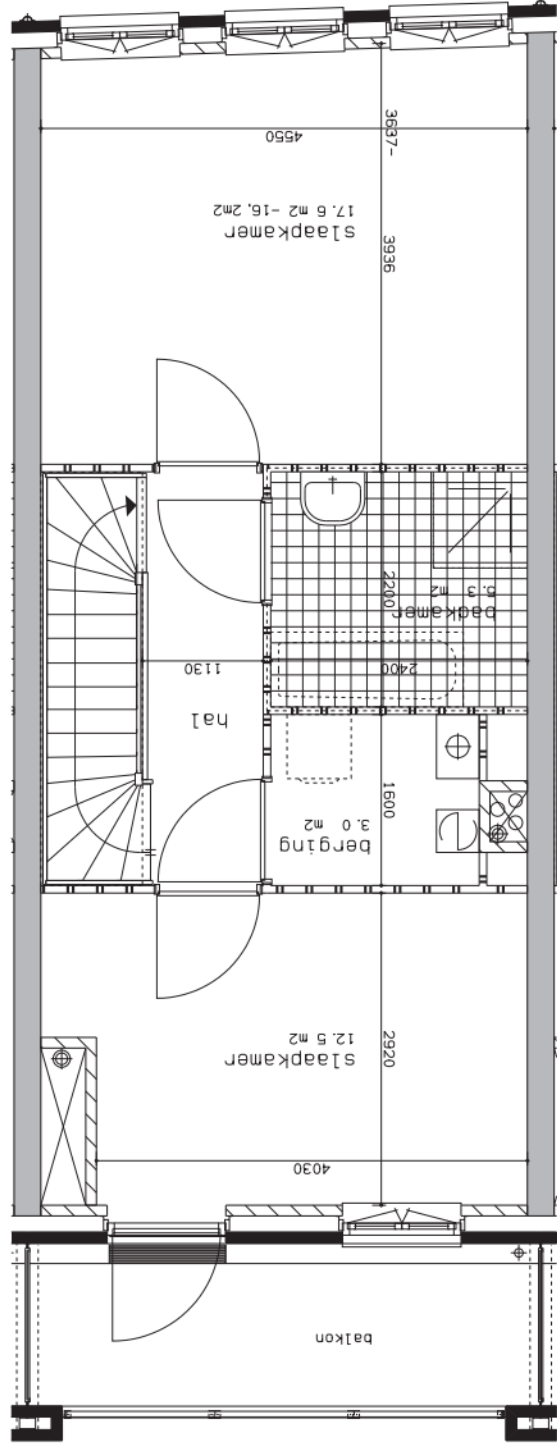 balkon
4030
2920
slaapkamer
12.5 m2
berging
3.0 m2
1600
hal
2400
1130
badkamer
5.3 m2
2200
slaapkamer
17.6 m2 -16,2m2
3936
4550
3637-